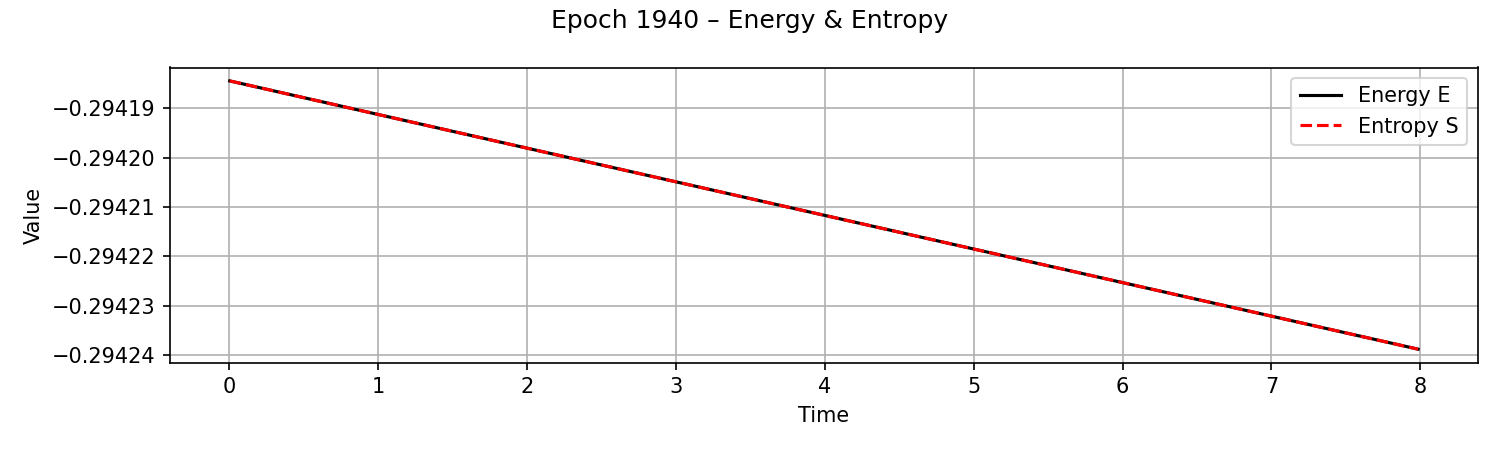 Epoch 1940 – Energy & Entropy
Energy E
Entropy S
Value
−0.29419
−0.29420
−0.29421
−0.29422
−0.29423
−0.29424
0 1 2 3 4 5 6 7 8
Time